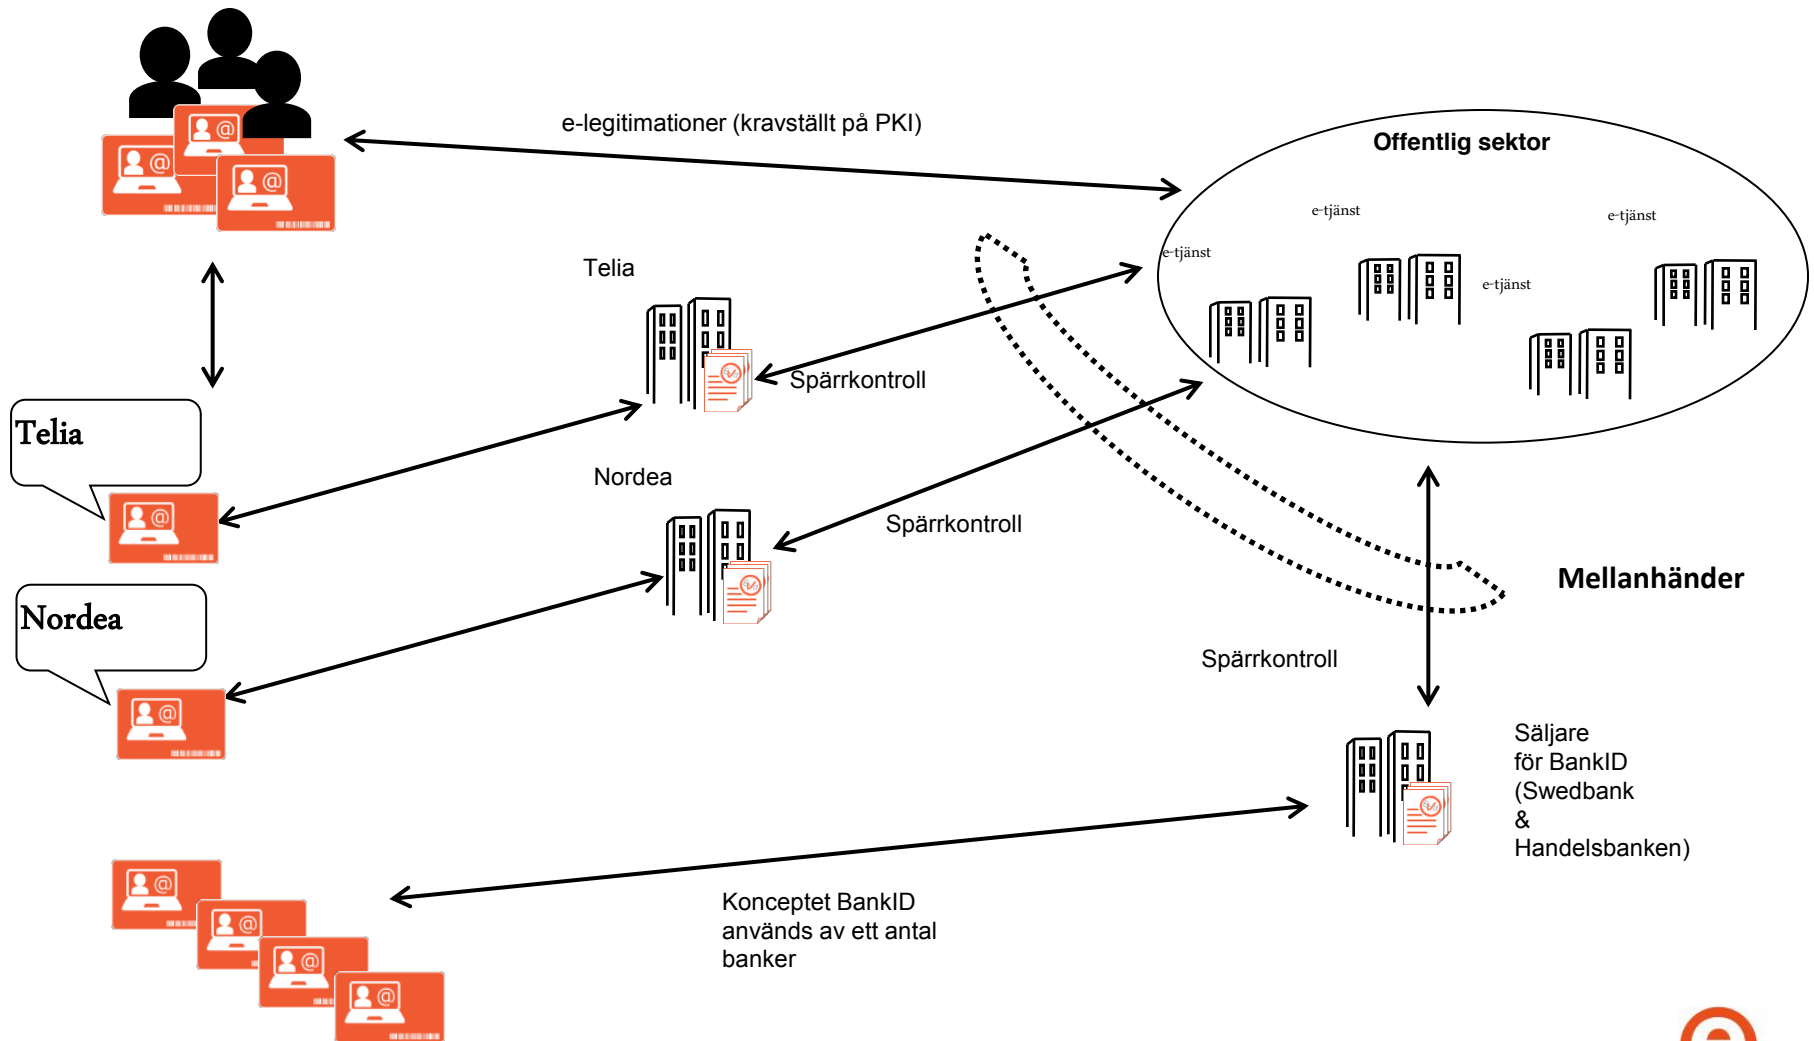 e-legitimationer (kravställt på PKI)
Offentlig sektor
e-tjänst
e-tjänst
e-tjänst
e-tjänst
Telia
Spärrkontroll
Telia
Nordea
Spärrkontroll
Nordea
Mellanhänder
Spärrkontroll
Säljare
för BankID
(Swedbank
&
Handelsbanken)
Konceptet BankID
används av ett antal
banker